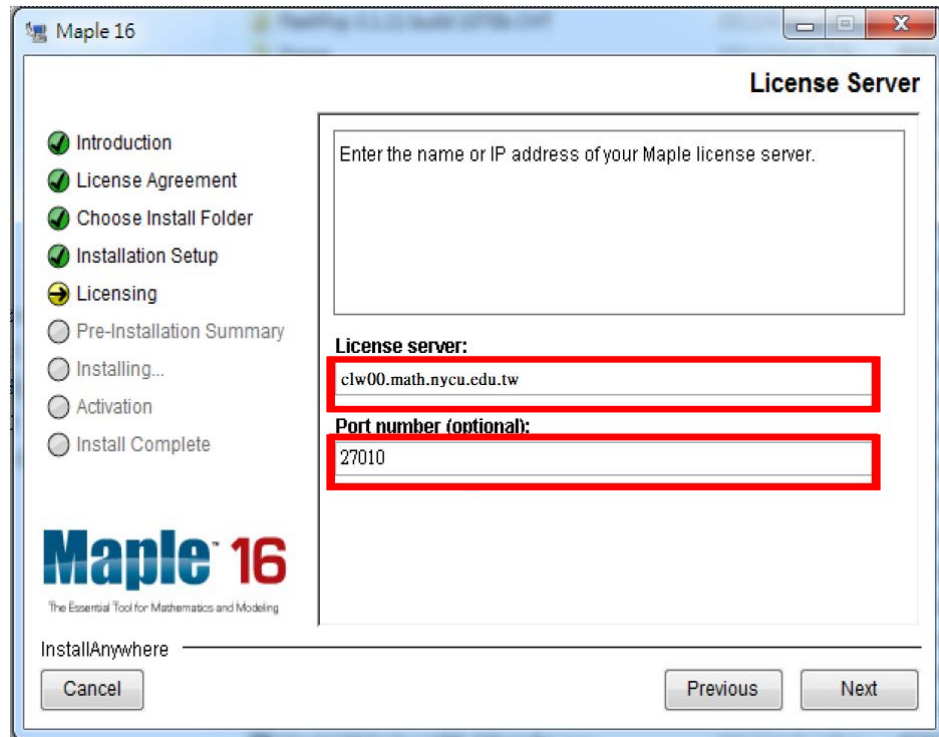 Maple 16
License Server
Introduction
License Agreement
Choose Install Folder
Installation Setup
Licensing
Pre-Installation Summary
Installing...
Activation
Install Complete
Enter the name or IP address of your Maple license server.
License server:
clw00.math.nycu.edu.tw
Port number (optional):
27010
Maple™ 16
The Essential Tool for Mathematics and Modeling
InstallAnywhere
Cancel
Previous
Next